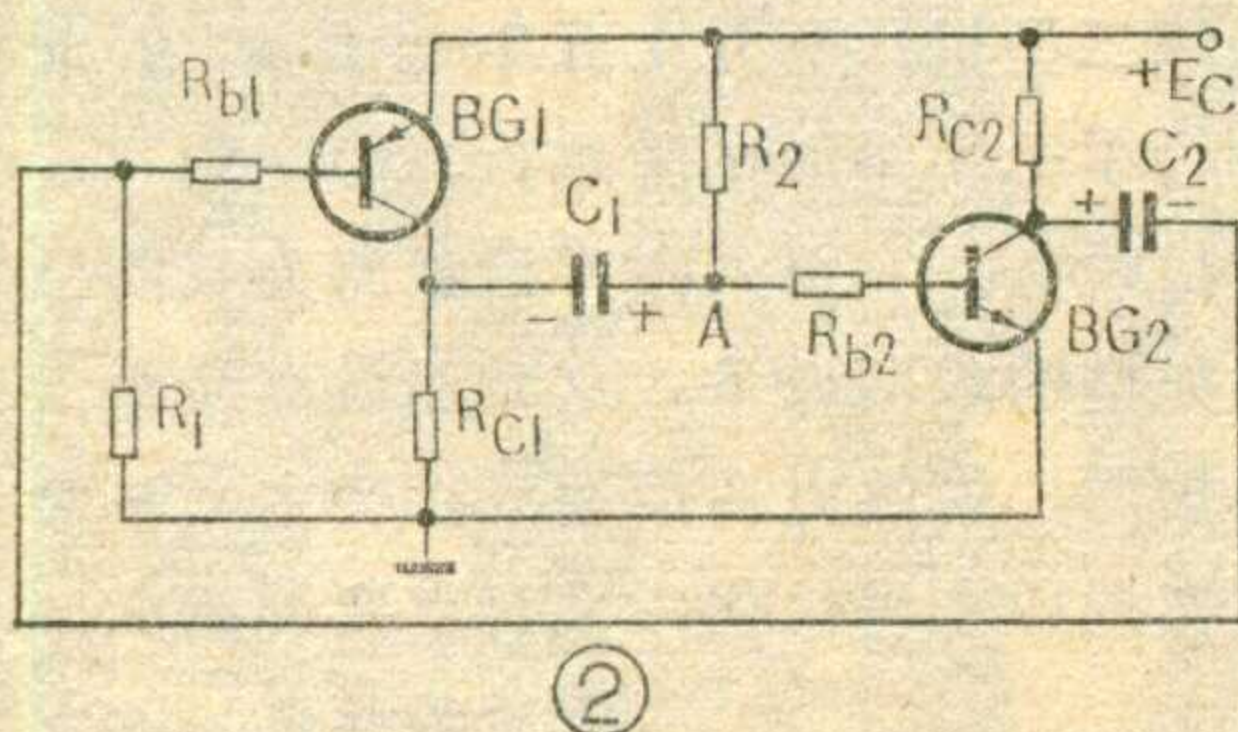 Rb1
BG1
R2
RC2
+EC
C2
+ -
C1
- +
A
Rb2
BG2
R1
RC1
②